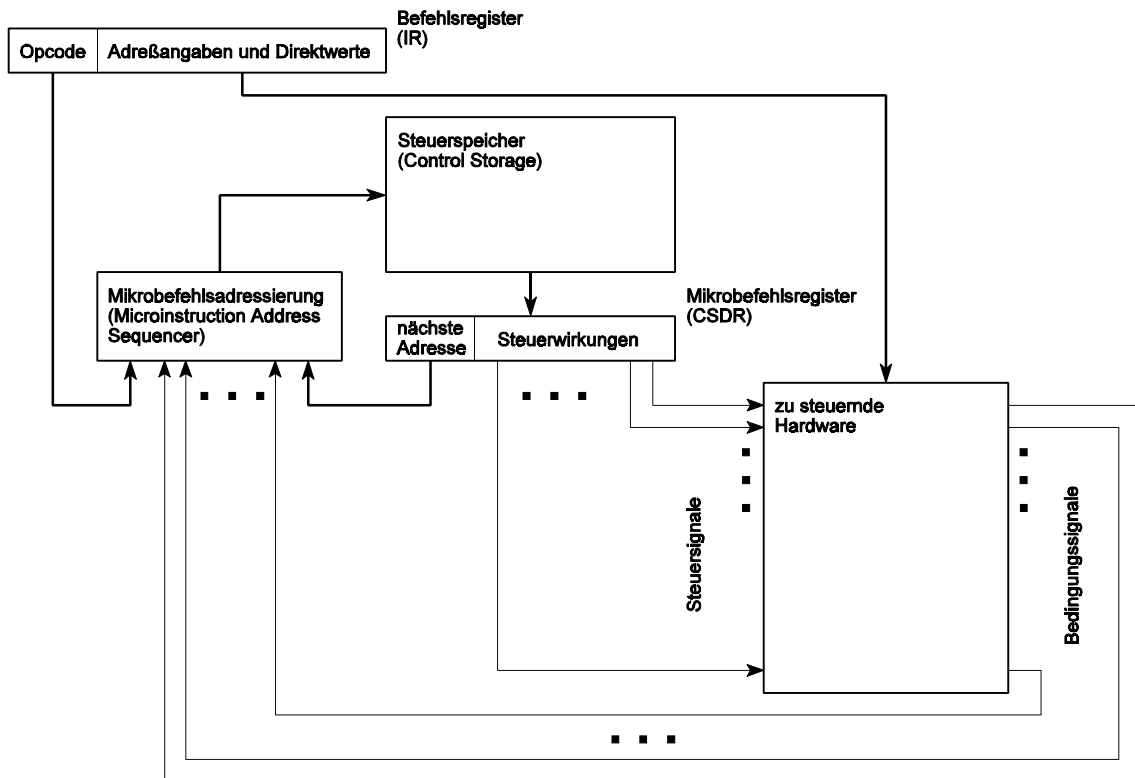 Befehlsregister
(IR)
Opcode
Adreßangaben und Direktwerte
Steuerspeicher
(Control Storage)
Mikrobefehlsadressierung
(Microinstruction Address
Sequencer)
Mikrobefehlsregister
(CSDR)
nächste
Adresse
Steuerwirkungen
zu steuernde
Hardware
Steuersignale
Bedingungssignale